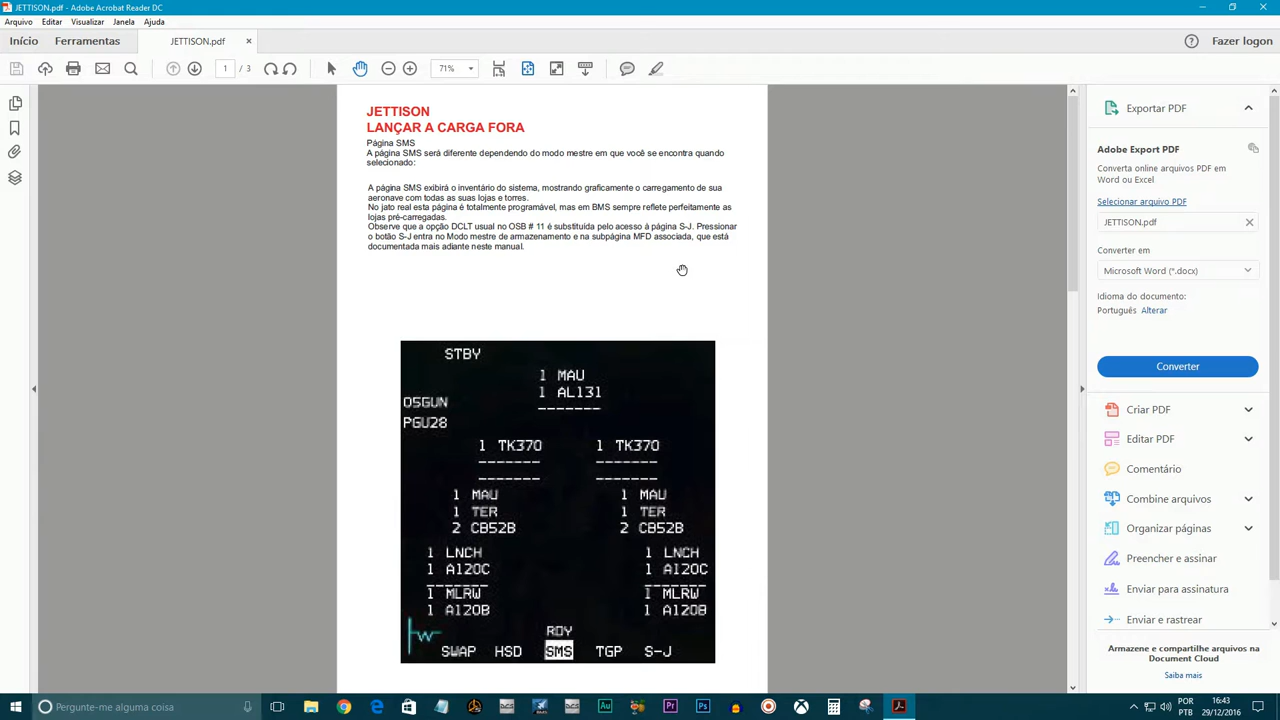 JETTISON.pdf - Adobe Acrobat Reader DC
Arquivo Editar Visualizar Janela Ajuda
Início Ferramentas JETTISON.pdf × Fazer logon
1 / 3 71%
JETTISON
LANÇAR A CARGA FORA
Página SMS
A página SMS será diferente dependendo do modo mestre em que você se encontra quando
selecionado:
A página SMS exibirá o inventário do sistema, mostrando graficamente o carregamento de sua
aeronave com todas as suas lojas e torres.
No jato real esta página é totalmente programável, mas em BMS sempre reflete perfeitamente as
lojas pré-carregadas.
Observe que a opção DCLT usual no OSB # 11 é substituída pelo acesso à página S-J. Pressionar
o botão S-J entra no Modo mestre de armazenamento e na subpágina MFD associada, que está
documentada mais adiante neste manual.
STBY
1 MAU
1 AL131
--------
05GUN
PGU28
1 TK370 1 TK370
------- -------
------- -------
1 MAU 1 MAU
1 TER 1 TER
2 CB52B 2 CB52B
1 LNCH 1 LNCH
1 A120C 1 A120C
-------- --------
1 MLRW 1 MLRW
1 A120B 1 A120B
RDY
SWAP HSD SMS TGP S-J
Exportar PDF
Adobe Export PDF
Converta online arquivos PDF em
Word ou Excel
Selecionar arquivo PDF
JETTISON.pdf ×
Converter em
Microsoft Word (*.docx)
Idioma do documento:
Português Alterar
Converter
Criar PDF
Editar PDF
Comentário
Combine arquivos
Organizar páginas
Preencher e assinar
Enviar para assinatura
Enviar e rastrear
Armazene e compartilhe arquivos na
Document Cloud
Saiba mais
Pergunte-me alguma coisa
DCS DCS Au Pr Ps
POR 16:43
PTB 29/12/2016